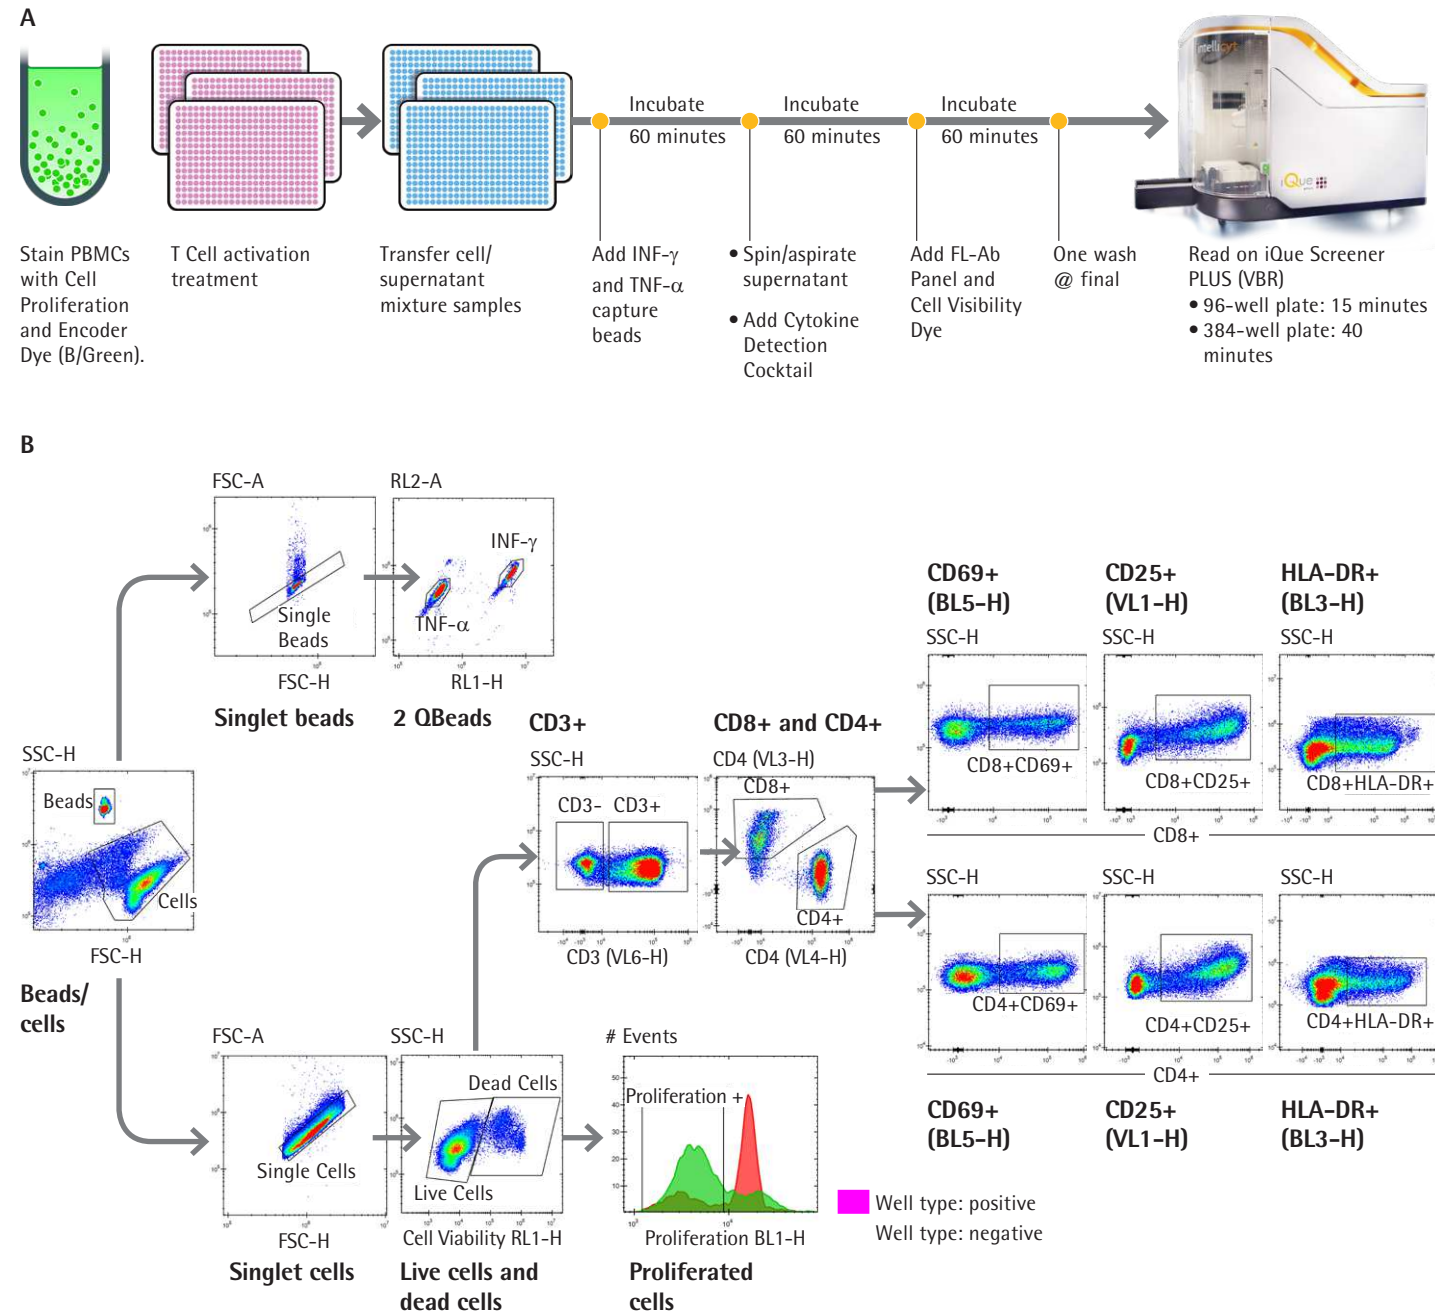 A
intellicyt
iQue
Incubate
60 minutes
Incubate
60 minutes
Incubate
60 minutes
Stain PBMCs
with Cell
Proliferation
and Encoder
Dye (B/Green).
T Cell activation
treatment
Transfer cell/
supernatant
mixture samples
Add INF-γ
and TNF-α
capture
beads
• Spin/aspirate
supernatant
• Add Cytokine
Detection
Cocktail
Add FL-Ab
Panel and
Cell Visibility
Dye
One wash
@ final
Read on iQue Screener
PLUS (VBR)
• 96-well plate: 15 minutes
• 384-well plate: 40
minutes
B
FSC-A
Single
Beads
FSC-H
Singlet beads
RL2-A
INF-γ
TNF-α
RL1-H
2 QBeads
SSC-H
Beads
Cells
FSC-H
Beads/
cells
CD3+
SSC-H
CD3-
CD3+
CD3 (VL6-H)
CD8+ and CD4+
CD4 (VL3-H)
CD8+
CD4+
CD4 (VL4-H)
CD69+
(BL5-H)
CD25+
(VL1-H)
HLA-DR+
(BL3-H)
SSC-H
SSC-H
SSC-H
CD8+CD69+
CD8+CD25+
CD8+HLA-DR+
CD8+
SSC-H
SSC-H
SSC-H
CD4+CD69+
CD4+CD25+
CD4+HLA-DR+
CD4+
CD69+
(BL5-H)
CD25+
(VL1-H)
HLA-DR+
(BL3-H)
FSC-A
Single Cells
FSC-H
Singlet cells
SSC-H
Dead Cells
Live Cells
Cell Viability RL1-H
Live cells and
dead cells
# Events
Proliferation +
50
40
30
20
10
Proliferation BL1-H
Proliferated
cells
Well type: positive
Well type: negative